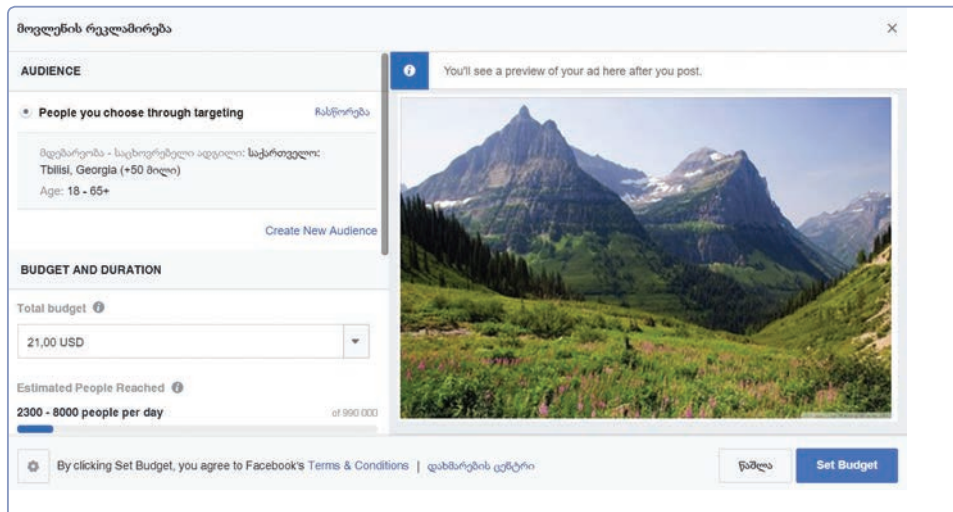 მოვლენის რეკლამირება
AUDIENCE
You'll see a preview of your ad here after you post.
People you choose through targeting
ჩასწორება
მდებარეობა - საცხოვრებელი ადგილი: საქართველო:
Tbilisi, Georgia (+50 მილი)
Age: 18 - 65+
Create New Audience
BUDGET AND DURATION
Total budget
21,00 USD
Estimated People Reached
2300 - 8000 people per day
of 990 000
By clicking Set Budget, you agree to Facebook's Terms & Conditions | დახმარების ცენტრი
წაშლა
Set Budget